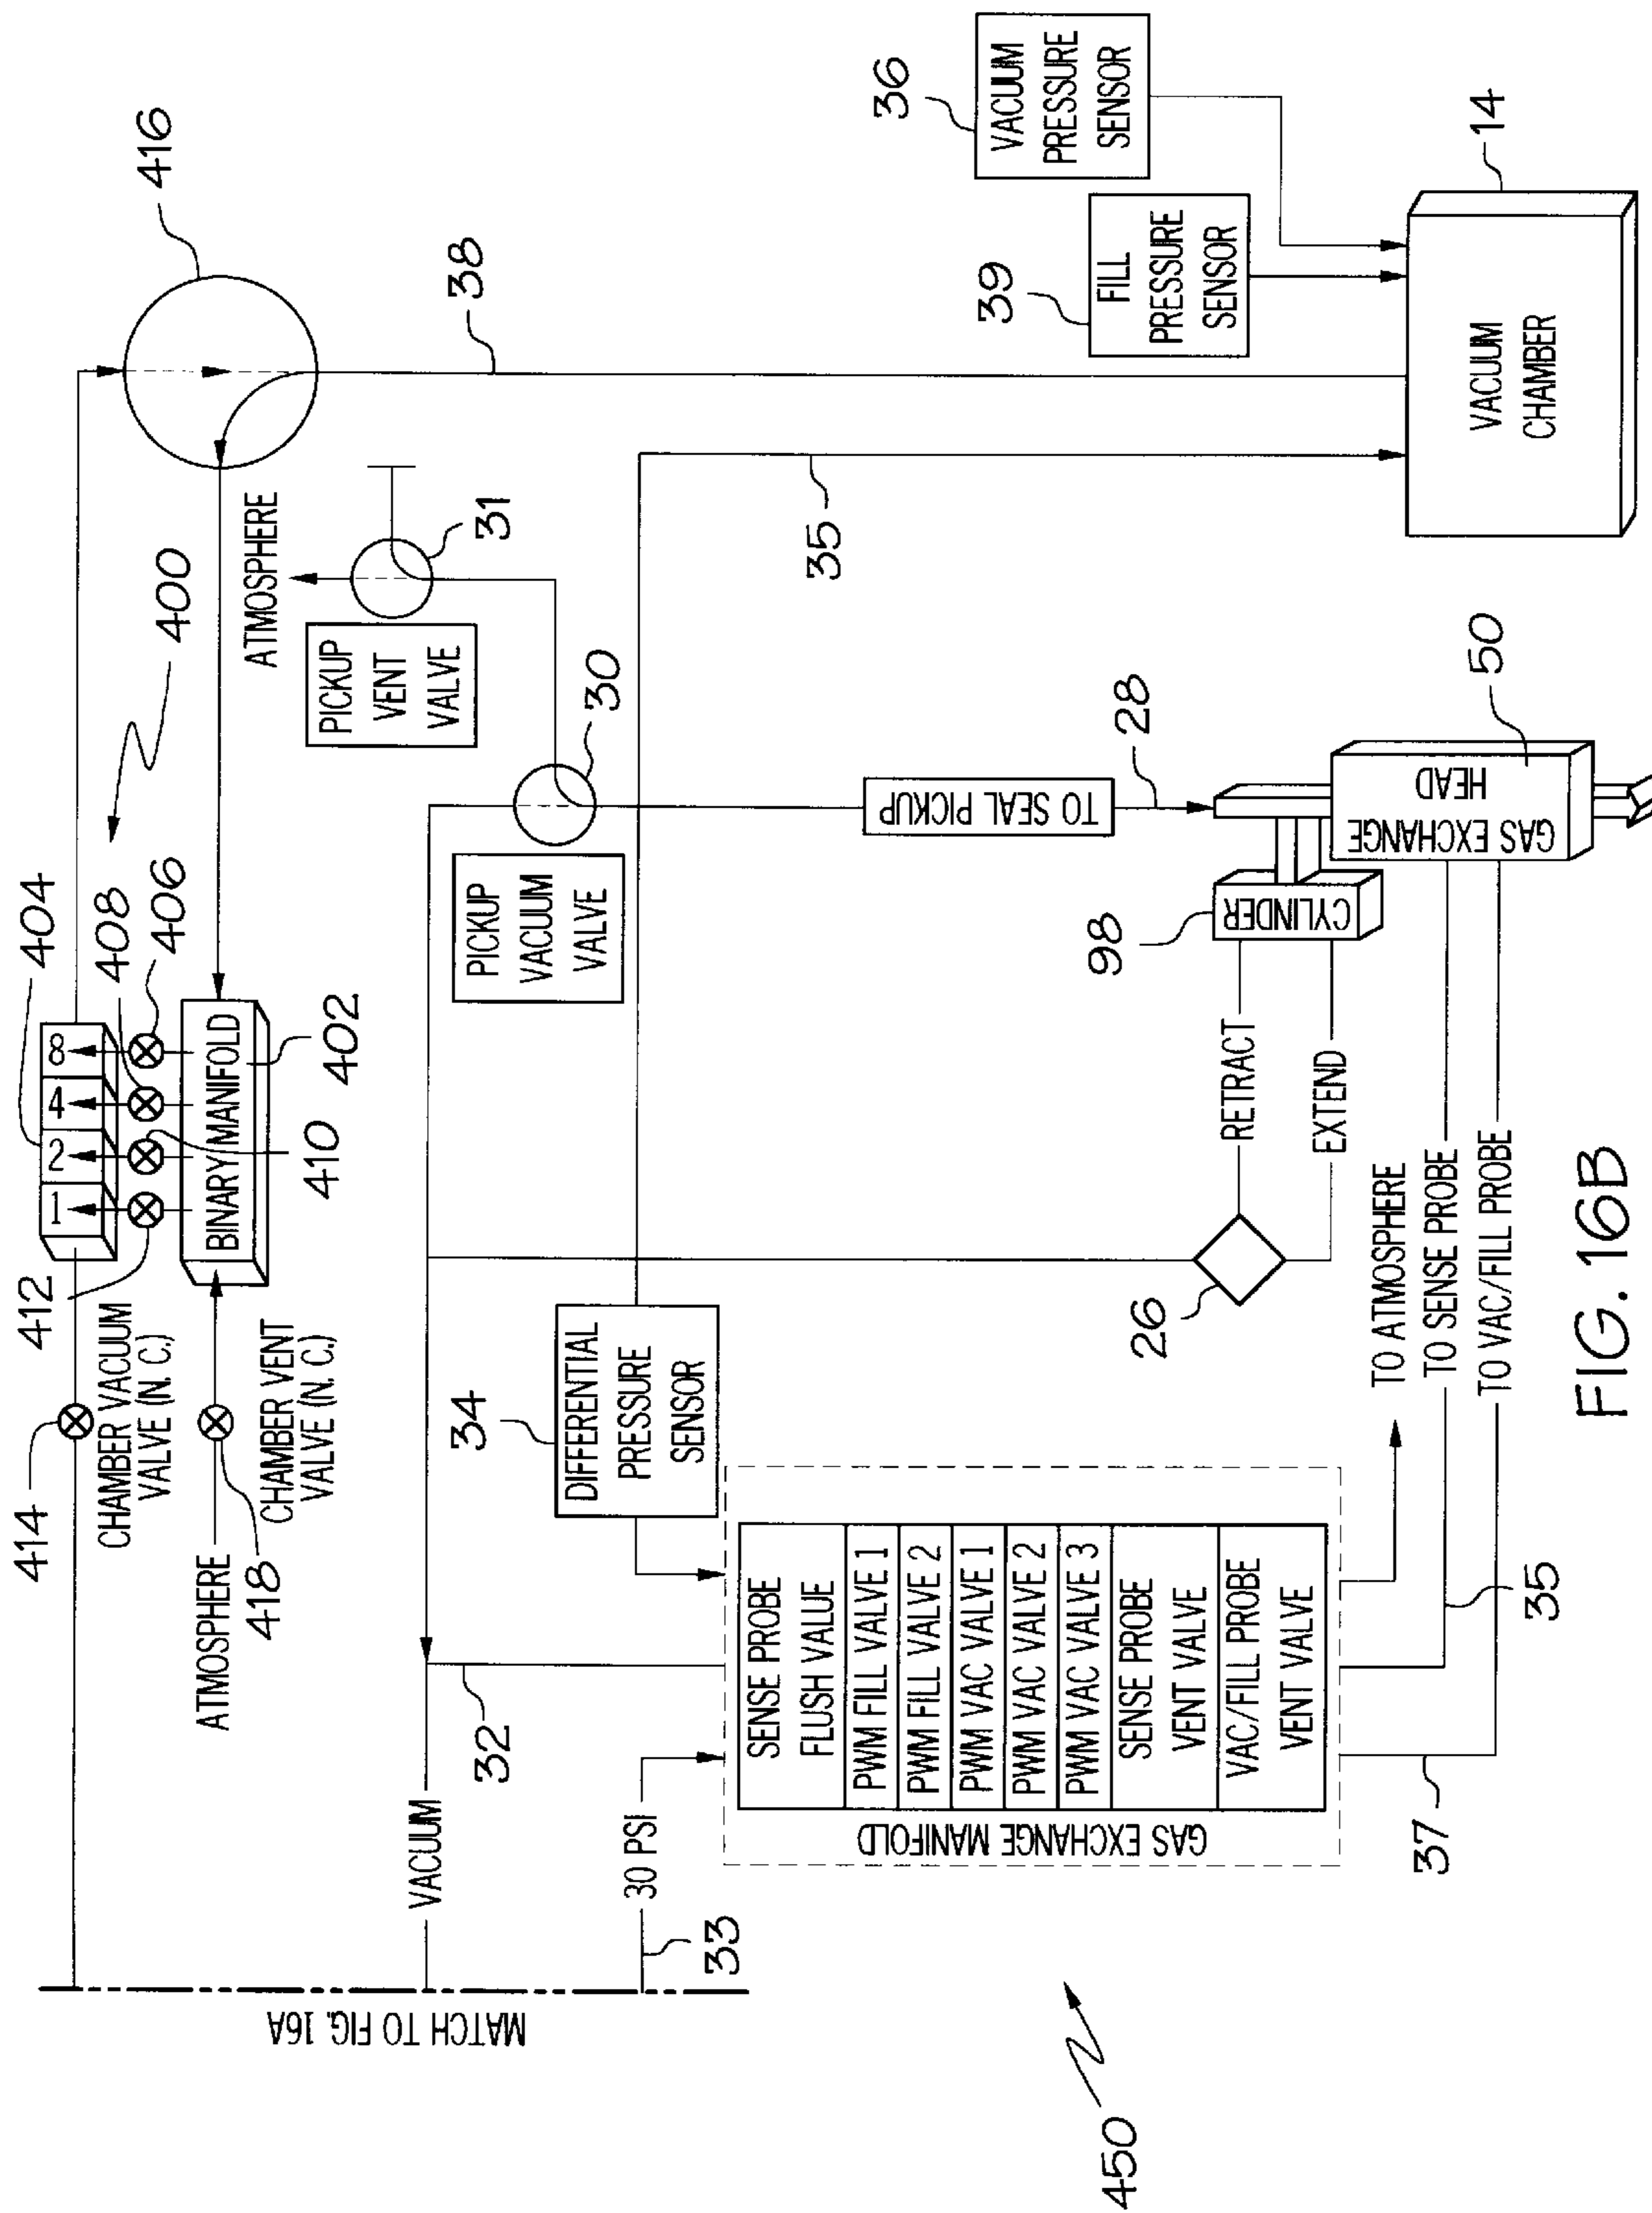 MATCH TO FIG. 16A
414
CHAMBER VACUUM
VALVE (N. C.)
412
1
2
4
8
404
408
406
400
416
ATMOSPHERE
418
CHAMBER VENT
VALVE (N. C.)
BINARY MANIFOLD
402
410
ATMOSPHERE
PICKUP
VENT
VALVE
31
38
VACUUM
32
PICKUP
VACUUM
VALVE
30
34
DIFFERENTIAL
PRESSURE
SENSOR
30 PSI
33
35
36
VACUUM
PRESSURE
SENSOR
39
FILL
PRESSURE
SENSOR
GAS EXCHANGE MANIFOLD
SENSE PROBE
FLUSH VALUE
PWM FILL VALVE 1
PWM FILL VALVE 2
PWM VAC VALVE 1
PWM VAC VALVE 2
PWM VAC VALVE 3
SENSE PROBE
VENT VALVE
VAC/FILL PROBE
VENT VALVE
TO SEAL PICKUP
28
98
CYLINDER
RETRACT
EXTEND
26
GAS EXCHANGE
HEAD
50
VACUUM
CHAMBER
14
TO ATMOSPHERE
TO SENSE PROBE
TO VAC/FILL PROBE
35
37
450
FIG. 16B